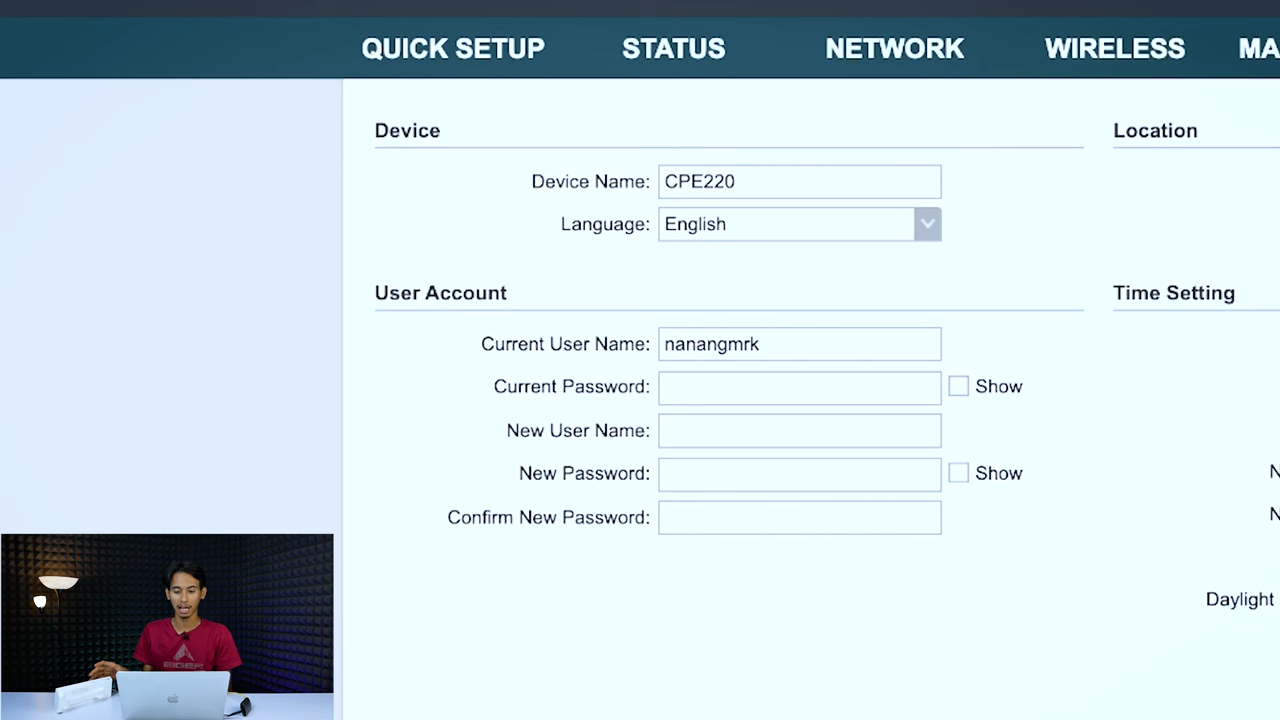 QUICK SETUP STATUS NETWORK WIRELESS MA
Device
Device Name: CPE220
Language: English
User Account
Current User Name: nanangmrk
Current Password: Show
New User Name:
New Password: Show
Confirm New Password:
Location
Time Setting
N
N
Daylight
EIGER